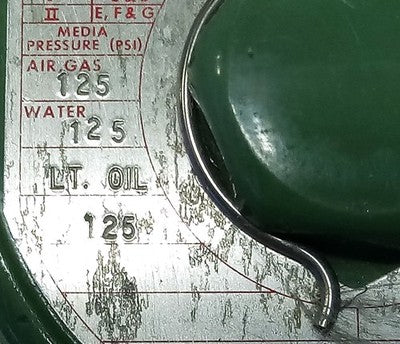 II E, F & G
MEDIA
PRESSURE (PSI)
AIR, GAS
125
WATER
125
LT. OIL
125